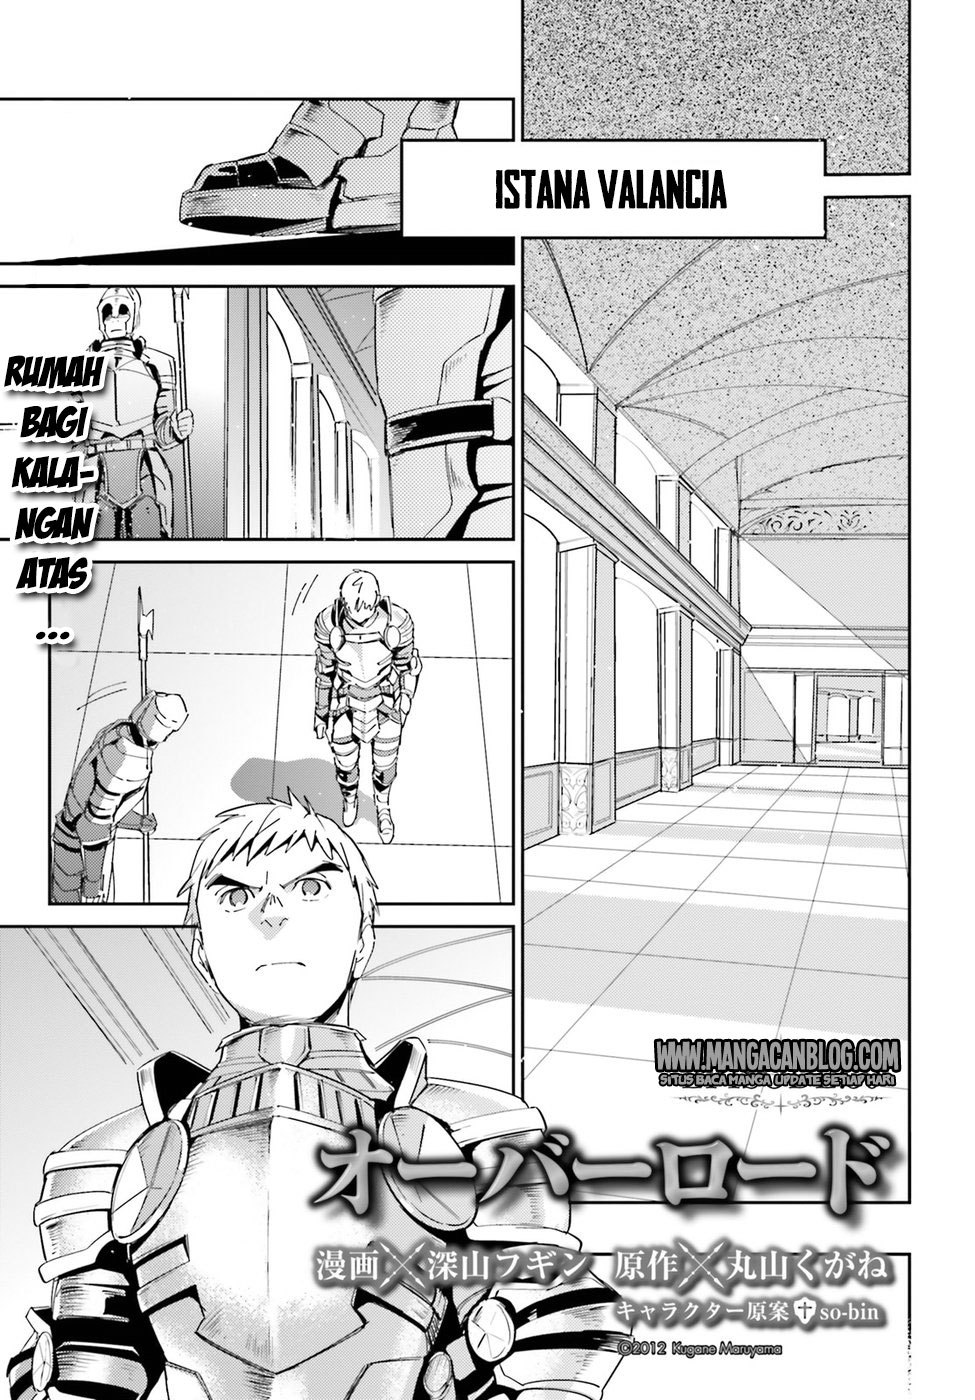 ISTANA VALANCIA
RUMAH
BAGI
KALA-
NGAN
ATAS
...
WWW.MANGACANBLOG.COM
SITUS BACA MANGA UPDATE SETIAP HARI
オーバーロード
漫画×深山フギン 原作×丸山くがね
キャラクター原案 so-bin
©2012 Kugane Maruyama